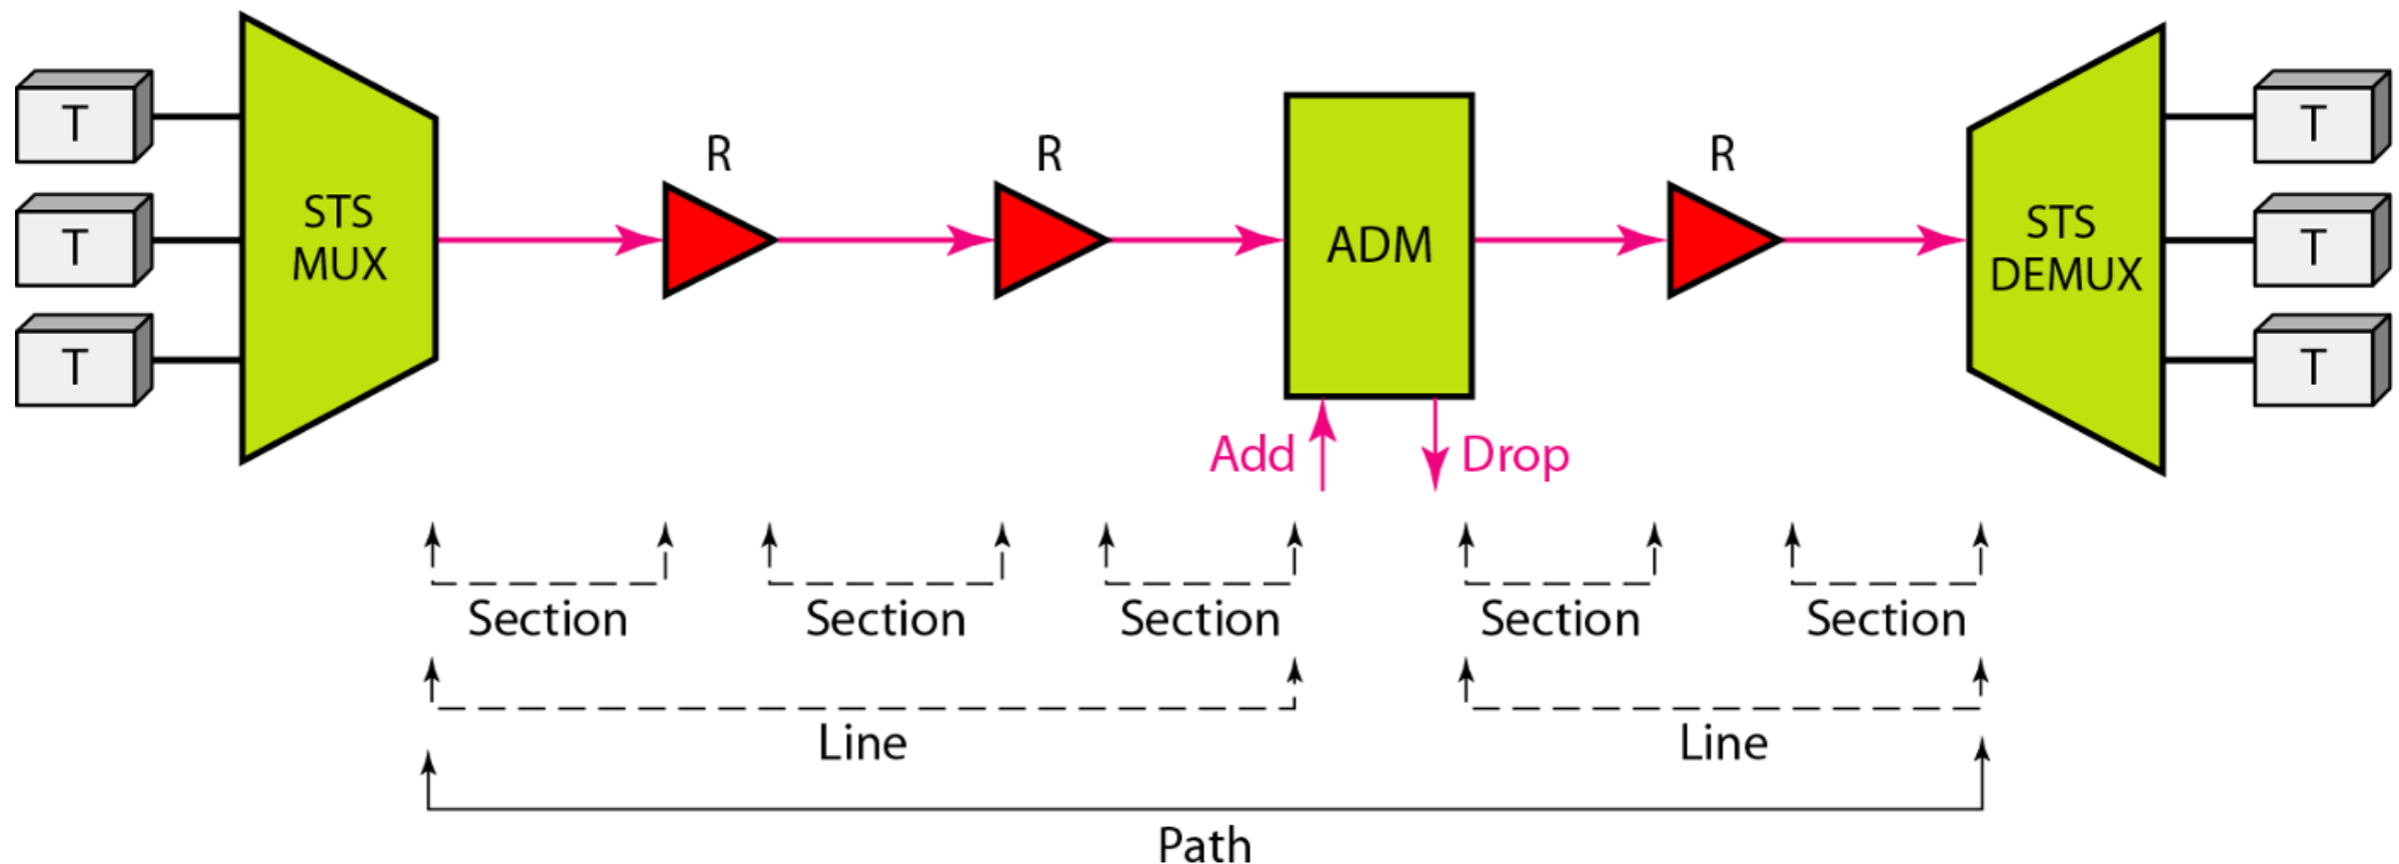 T
T
T
STS
MUX
R
R
ADM
R
STS
DEMUX
T
T
T
Add
Drop
Section
Section
Section
Section
Section
Line
Line
Path